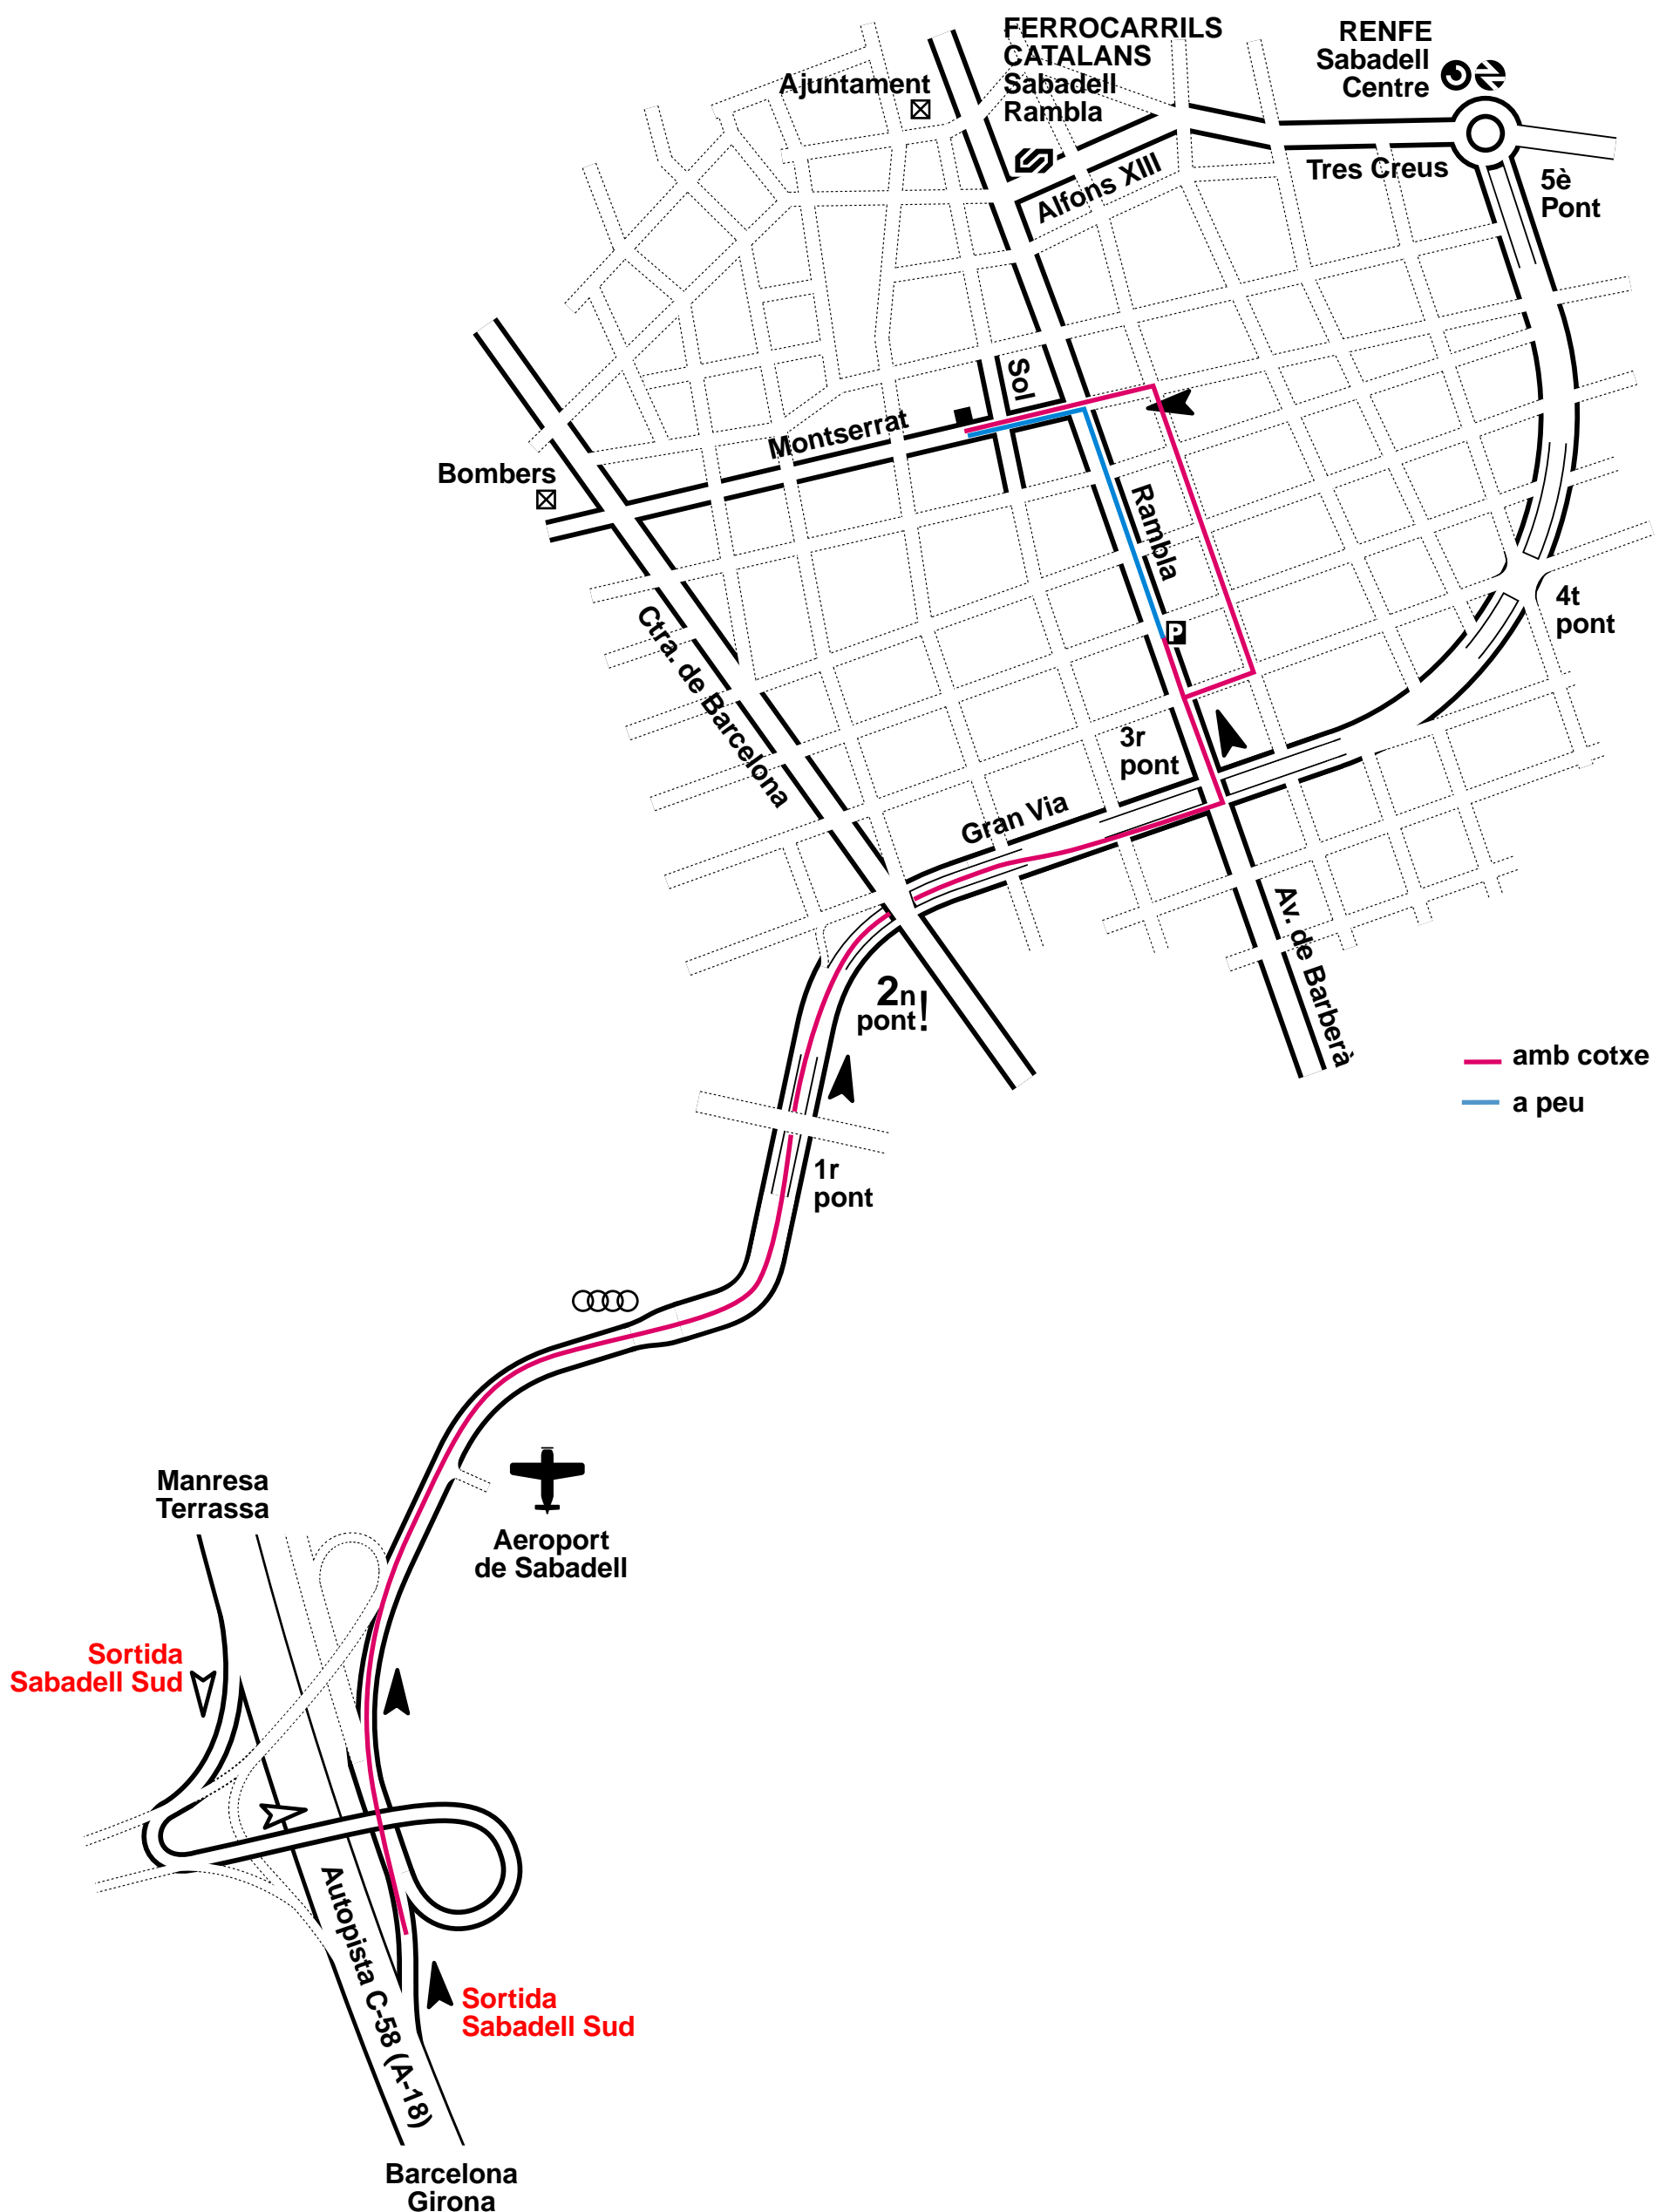 FERROCARRILS
CATALANS
Sabadell
Rambla
RENFE
Sabadell
Centre
Ajuntament
Alfons XIII
Tres Creus
5è
Pont
Sol
Montserrat
Bombers
Rambla
P
4t
pont
Ctra. de Barcelona
3r
pont
Gran Via
Av. de Barberà
2n
pont!
amb cotxe
a peu
1r
pont
Manresa
Terrassa
Aeroport
de Sabadell
Sortida
Sabadell Sud
Autopista C-58 (A-18)
Sortida
Sabadell Sud
Barcelona
Girona